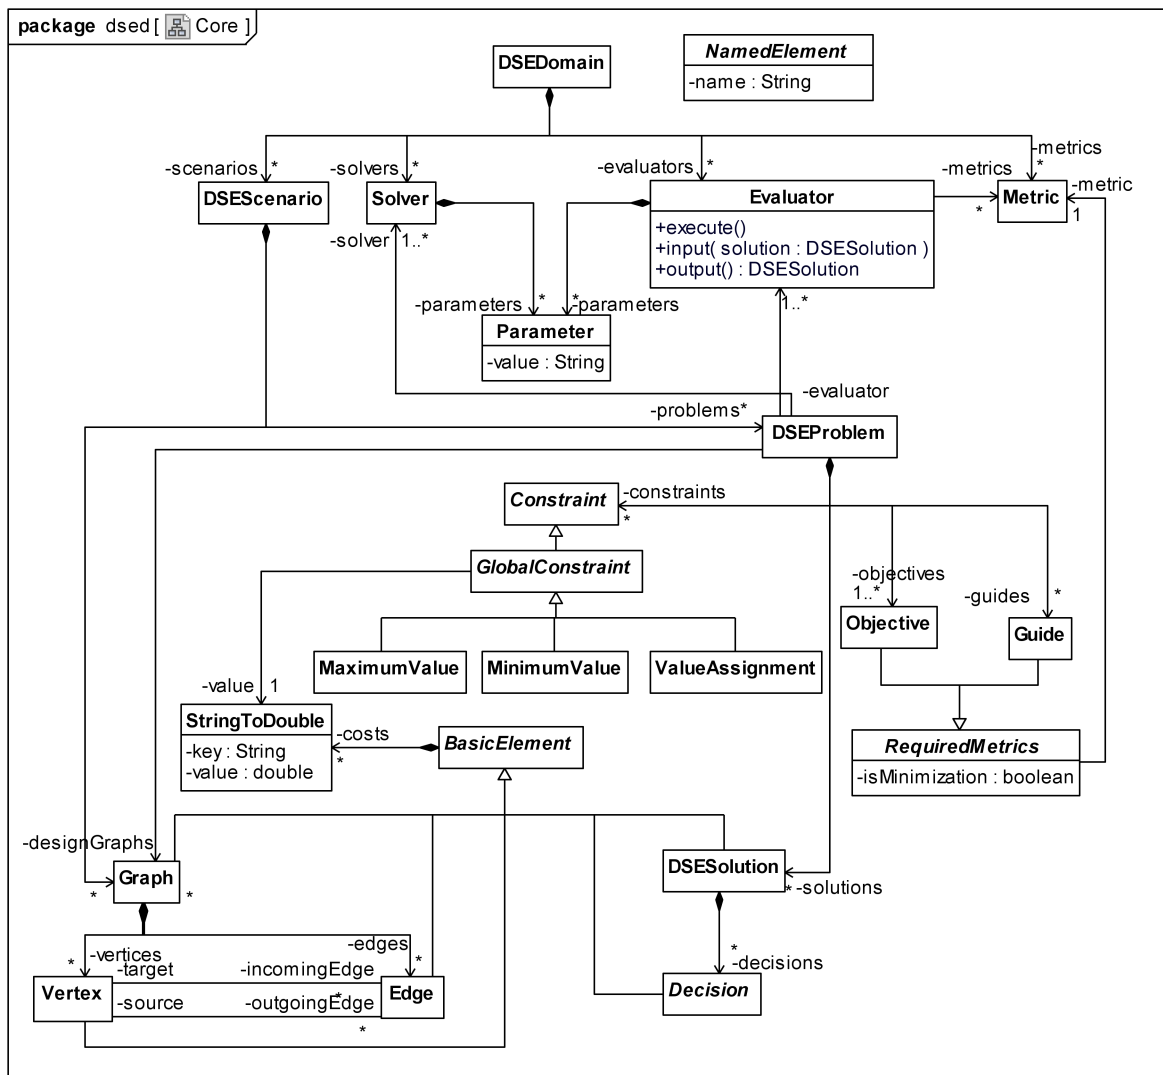 package dsed [ Core ]
DSEDomain
NamedElement
-name : String
-scenarios
*
-solvers
*
-evaluators
*
-metrics
*
-metrics
*
-metric
1
DSEScenario
Solver
Evaluator
+execute()
+input( solution : DSESolution )
+output() : DSESolution
Metric
-solver
1..*
-parameters
*
*
-parameters
1..*
Parameter
-value : String
-evaluator
-problems
*
DSEProblem
Constraint
-constraints
*
GlobalConstraint
-objectives
1..*
-guides
*
Objective
Guide
MaximumValue
MinimumValue
ValueAssignment
-value
1
StringToDouble
-key : String
-value : double
-costs
*
BasicElement
RequiredMetrics
-isMinimization : boolean
-designGraphs
*
*
Graph
DSESolution
*
-solutions
-vertices
*
-edges
*
*
-decisions
-target
-incomingEdge
*
Vertex
Edge
Decision
-source
-outgoingEdge
*